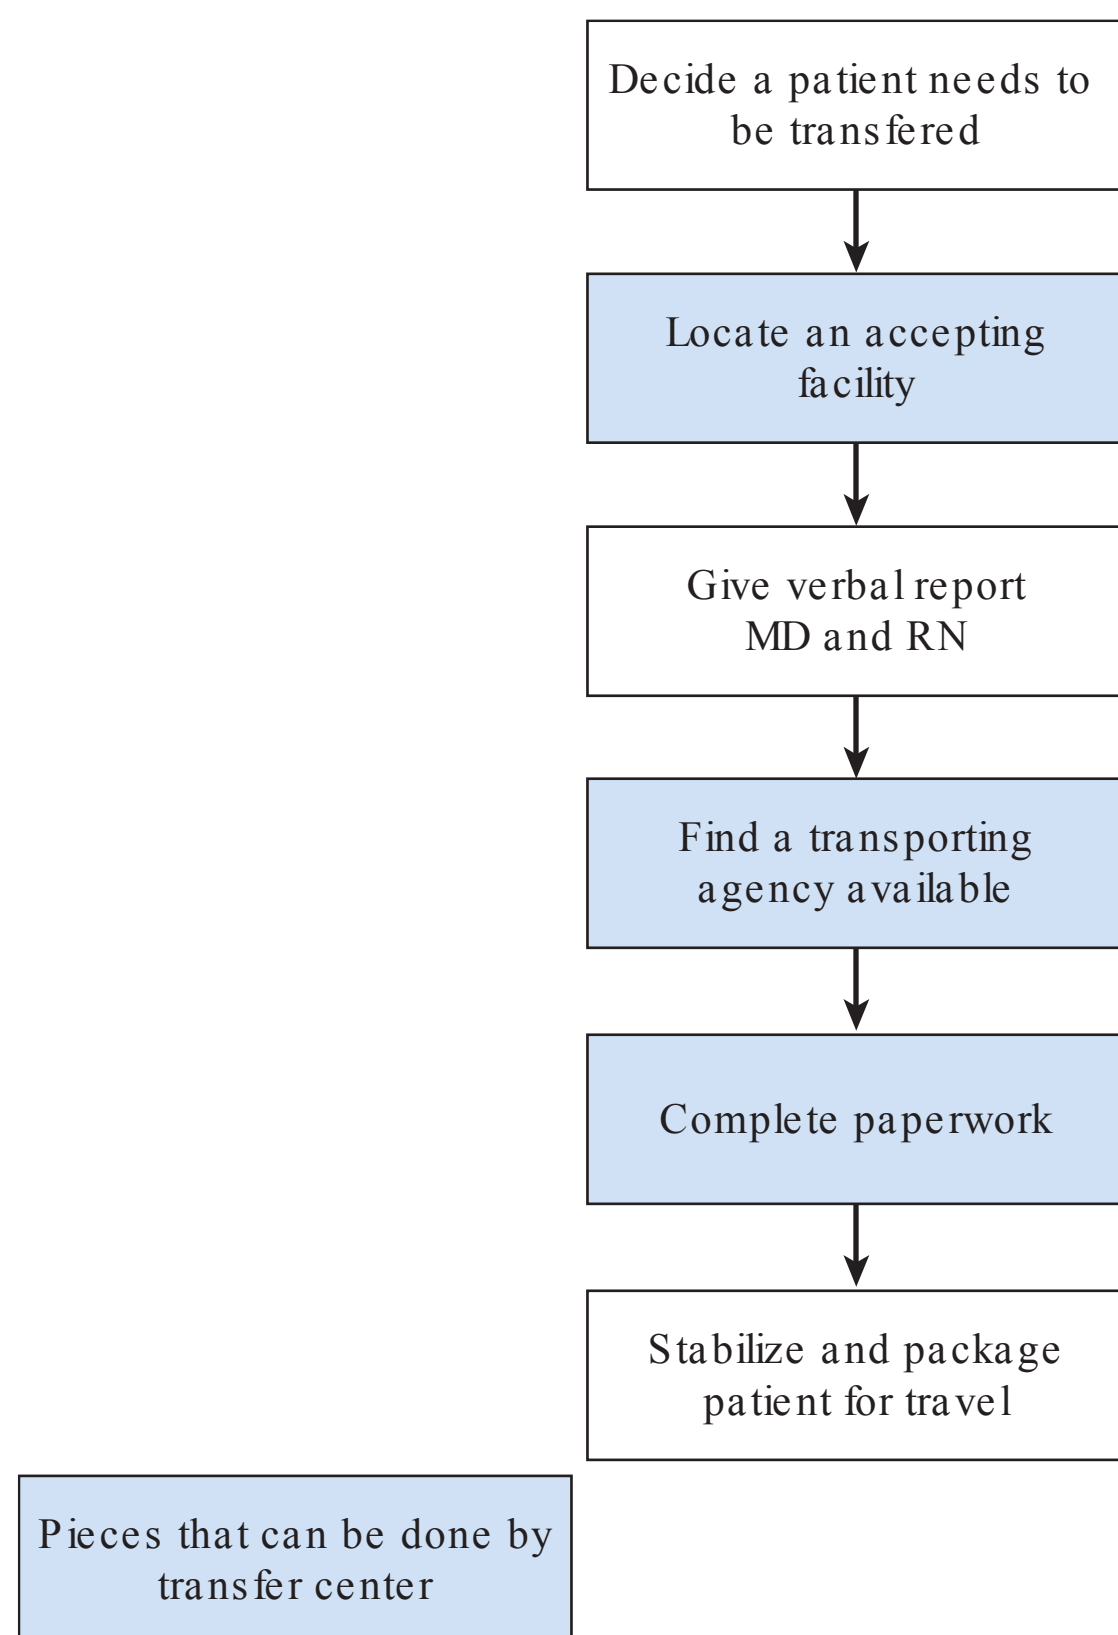 Decide a patient needs to
be transfered
Locate an accepting
facility
Give verbal report
MD and RN
Find a transporting
agency available
Complete paperwork
Stabilize and package
patient for travel
Pieces that can be done by
transfer center